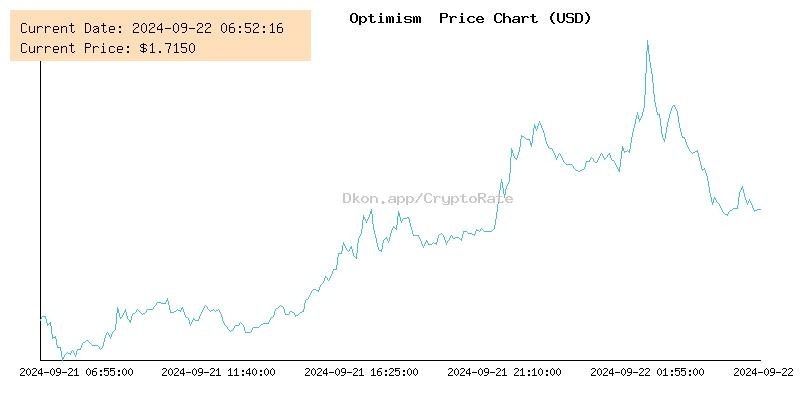 Optimism  Price Chart (USD)
Current Date: 2024-09-22 06:52:16
Current Price: $1.7150
Dkon.app/CryptoRate
2024-09-21 06:55:00 2024-09-21 11:40:00 2024-09-21 16:25:00 2024-09-21 21:10:00 2024-09-22 01:55:00 2024-09-22